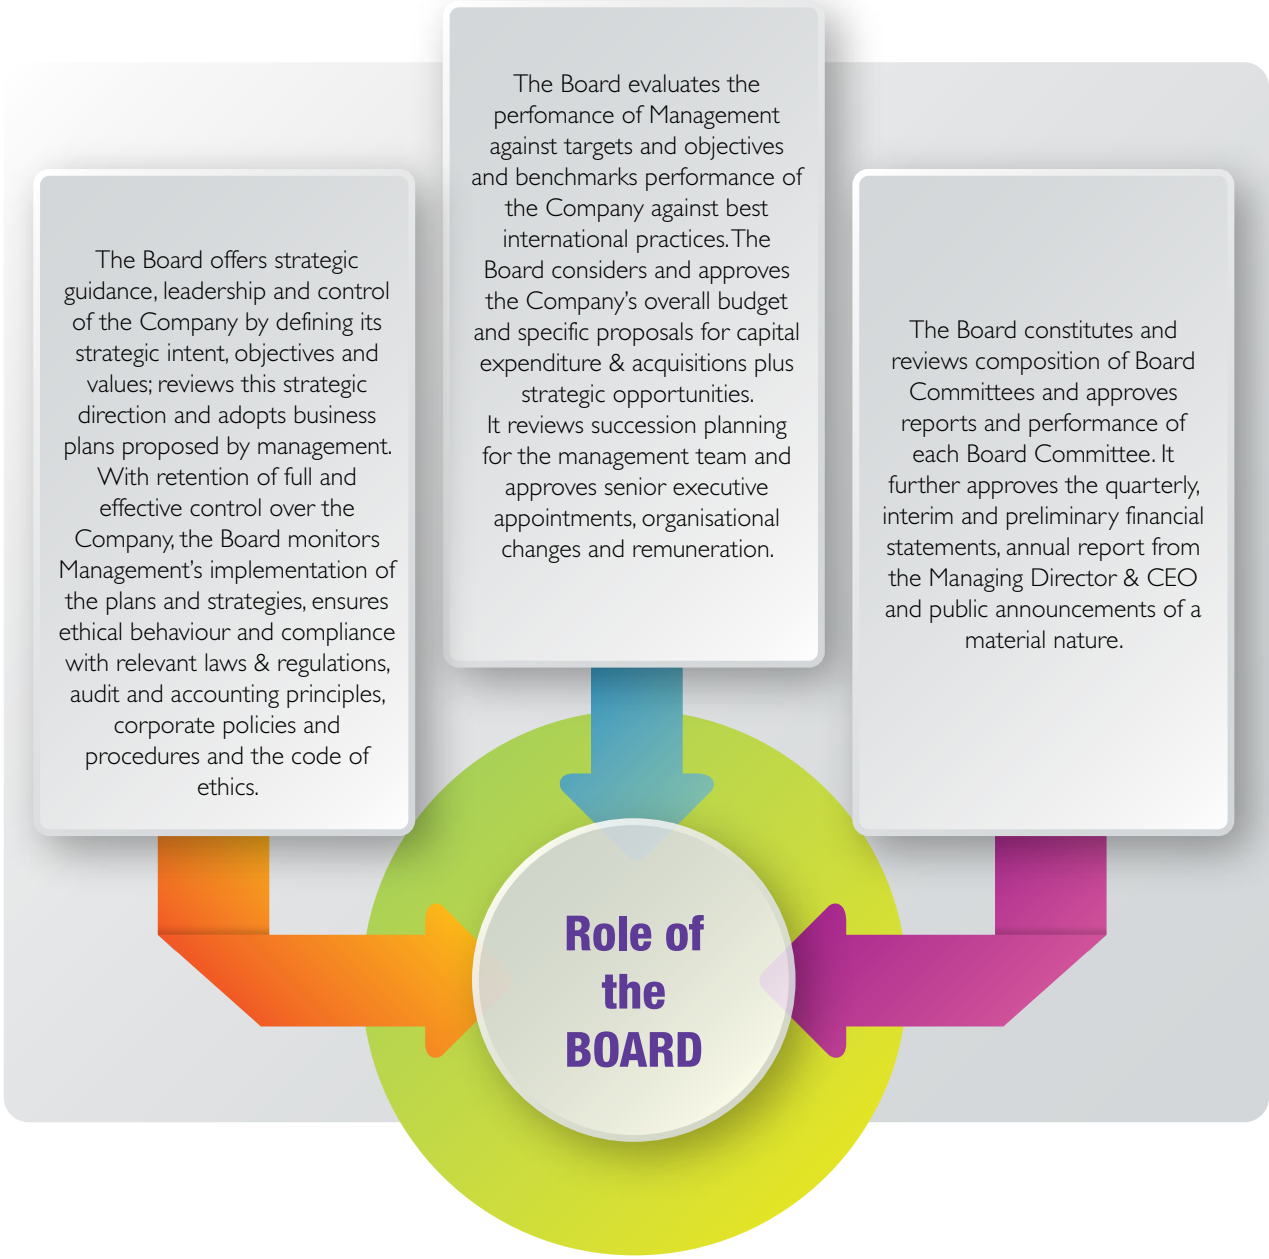 The Board offers strategic
guidance, leadership and control
of the Company by defining its
strategic intent, objectives and
values; reviews this strategic
direction and adopts business
plans proposed by management.
With retention of full and
effective control over the
Company, the Board monitors
Management’s implementation of
the plans and strategies, ensures
ethical behaviour and compliance
with relevant laws & regulations,
audit and accounting principles,
corporate policies and
procedures and the code of
ethics.
The Board evaluates the
perfomance of Management
against targets and objectives
and benchmarks performance of
the Company against best
international practices. The
Board considers and approves
the Company’s overall budget
and specific proposals for capital
expenditure & acquisitions plus
strategic opportunities.
It reviews succession planning
for the management team and
approves senior executive
appointments, organisational
changes and remuneration.
The Board constitutes and
reviews composition of Board
Committees and approves
reports and performance of
each Board Committee. It
further approves the quarterly,
interim and preliminary financial
statements, annual report from
the Managing Director & CEO
and public announcements of a
material nature.
Role of
the
BOARD